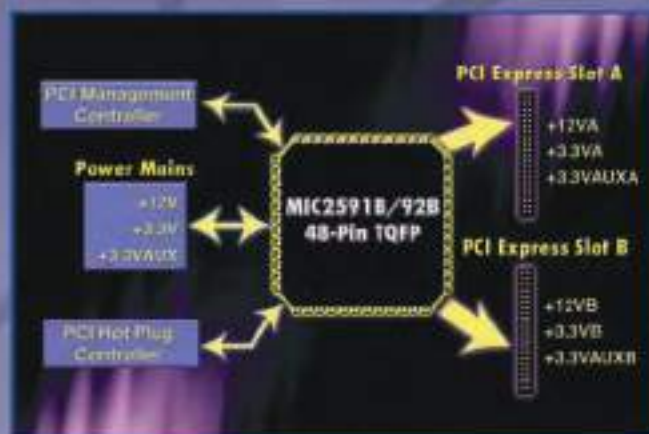 PCI Management
Controller
Power Mains
+12V
+3.3V
+3.3VAUX
PCI Hot Plug
Controller
MIC2591B/92B
48-Pin TQFP
PCI Express Slot A
+12VA
+3.3VA
+3.3VAUXA
PCI Express Slot B
+12VB
+3.3VB
+3.3VAUXB